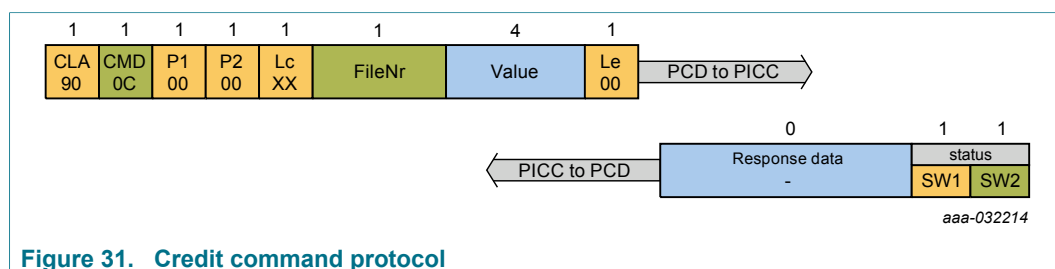 1 1 1 1 1 1 4 1
CLA CMD P1 P2 Lc FileNr Value Le PCD to PICC
90 0C 00 00 XX 00
0 1 1
PICC to PCD Response data status
- SW1 SW2
aaa-032214
Figure 31. Credit command protocol